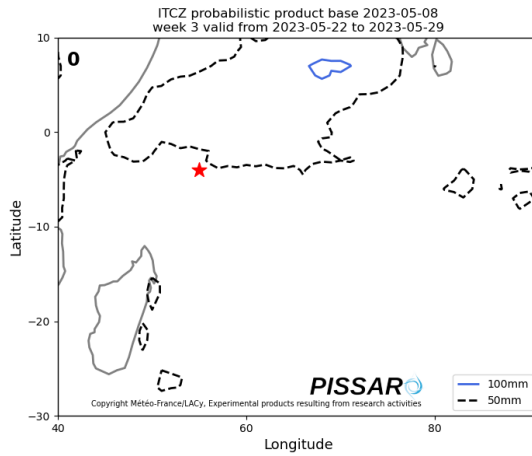 ITCZ probabilistic product base 2023-05-08
week 3 valid from 2023-05-22 to 2023-05-29
10
0
0
−10
−20
−30
Latitude
40
60
80
Longitude
PISSARO
Copyright Météo-France/LACy, Experimental products resulting from research activities
100mm
50mm